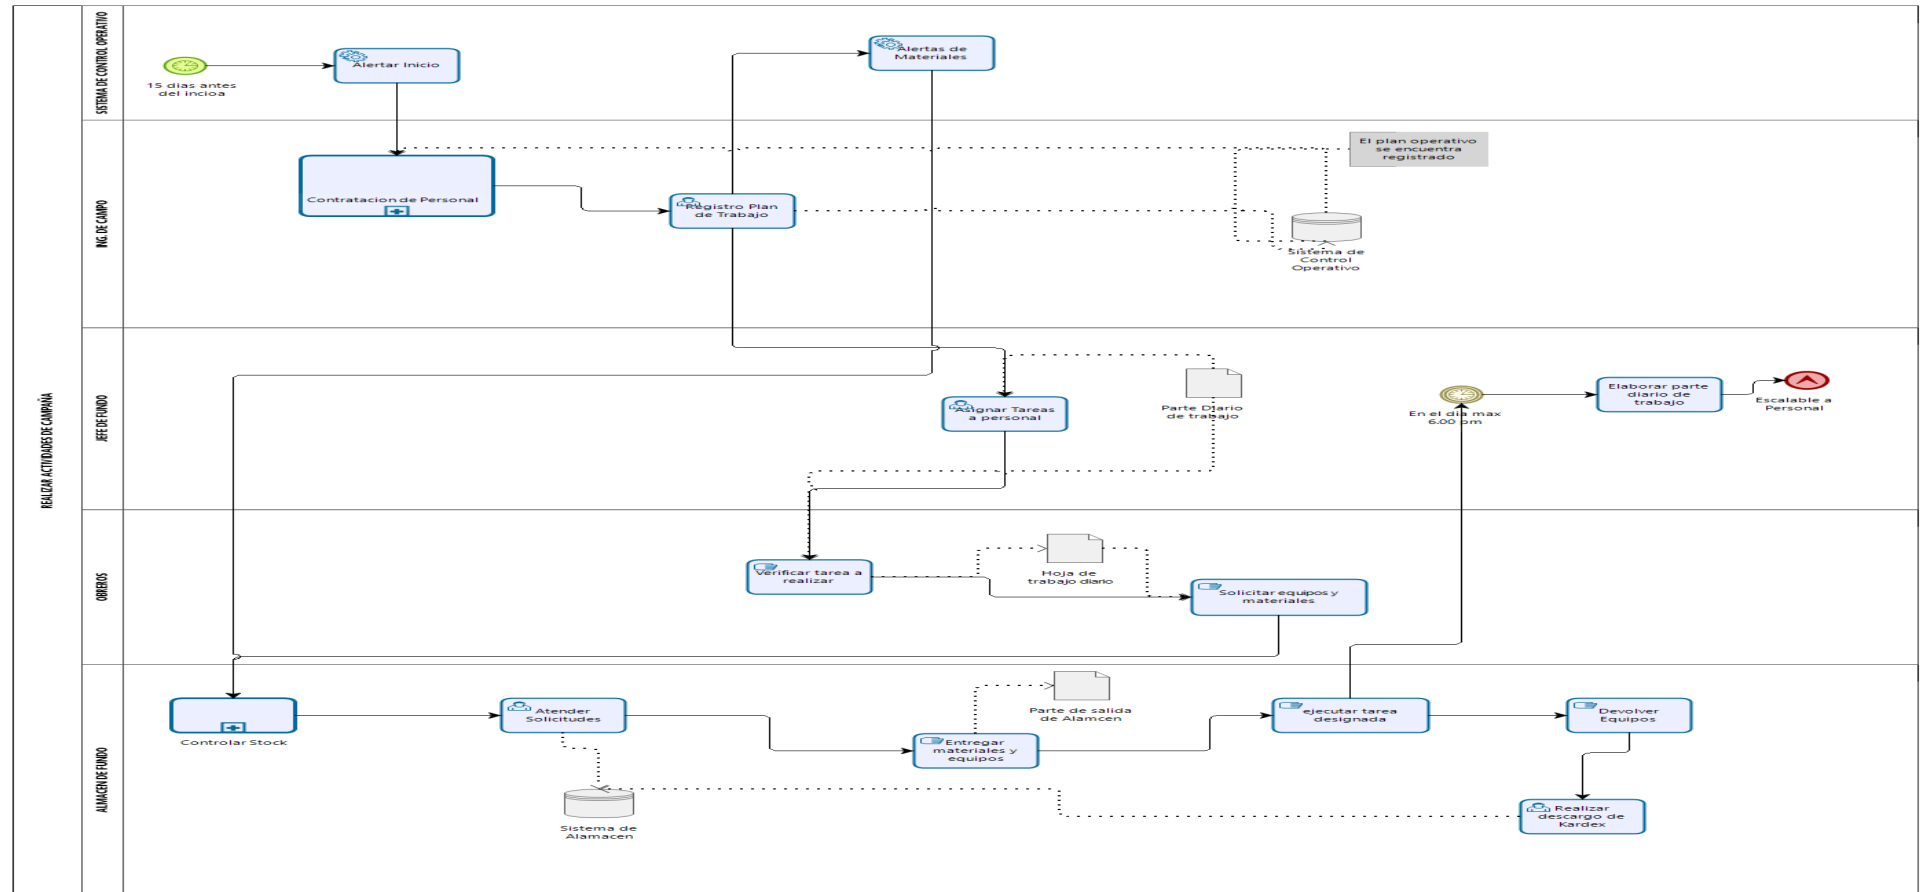 REALIZAR ACTIVIDADES DE CAMPAÑA
SISTEMA DE CONTROL OPERATIVO
15 dias antes
del incioa
Alertar Inicio
Alertas de
Materiales
ING. DE CAMPO
Contratacion de Personal
Registro Plan
de Trabajo
El plan operativo
se encuentra
registrado
Sistema de
Control
Operativo
JEFE DE FUNDO
Asignar Tareas
a personal
Parte Diario
de trabajo
En el dia max
6.00 pm
Elaborar parte
diario de
trabajo
Escalable a
Personal
OBREROS
Verificar tarea a
realizar
Hoja de
trabajo diario
Solicitar equipos y
materiales
ALMACEN DE FUNDO
Controlar Stock
Atender
Solicitudes
Sistema de
Alamacen
Entregar
materiales y
equipos
Parte de salida
de Alamcen
ejecutar tarea
designada
Devolver
Equipos
Realizar
descargo de
Kardex